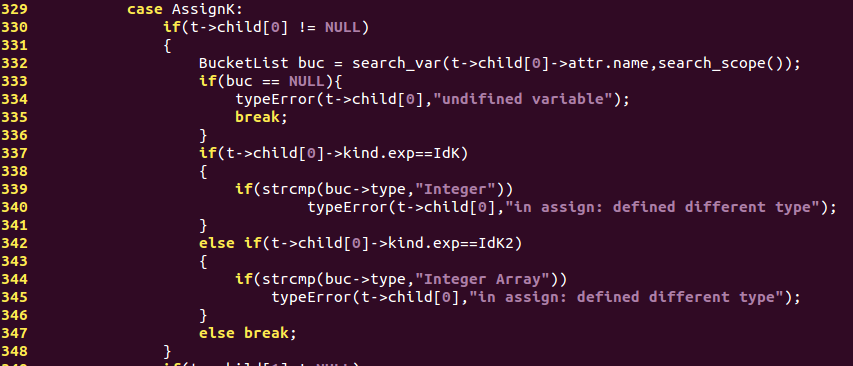 329 case AssignK:
330 if(t->child[0] != NULL)
331 {
332 BucketList buc = search_var(t->child[0]->attr.name,search_scope());
333 if(buc == NULL){
334 typeError(t->child[0],"undifined variable");
335 break;
336 }
337 if(t->child[0]->kind.exp==IdK)
338 {
339 if(strcmp(buc->type,"Integer"))
340 typeError(t->child[0],"in assign: defined different type");
341 }
342 else if(t->child[0]->kind.exp==IdK2)
343 {
344 if(strcmp(buc->type,"Integer Array"))
345 typeError(t->child[0],"in assign: defined different type");
346 }
347 else break;
348 }